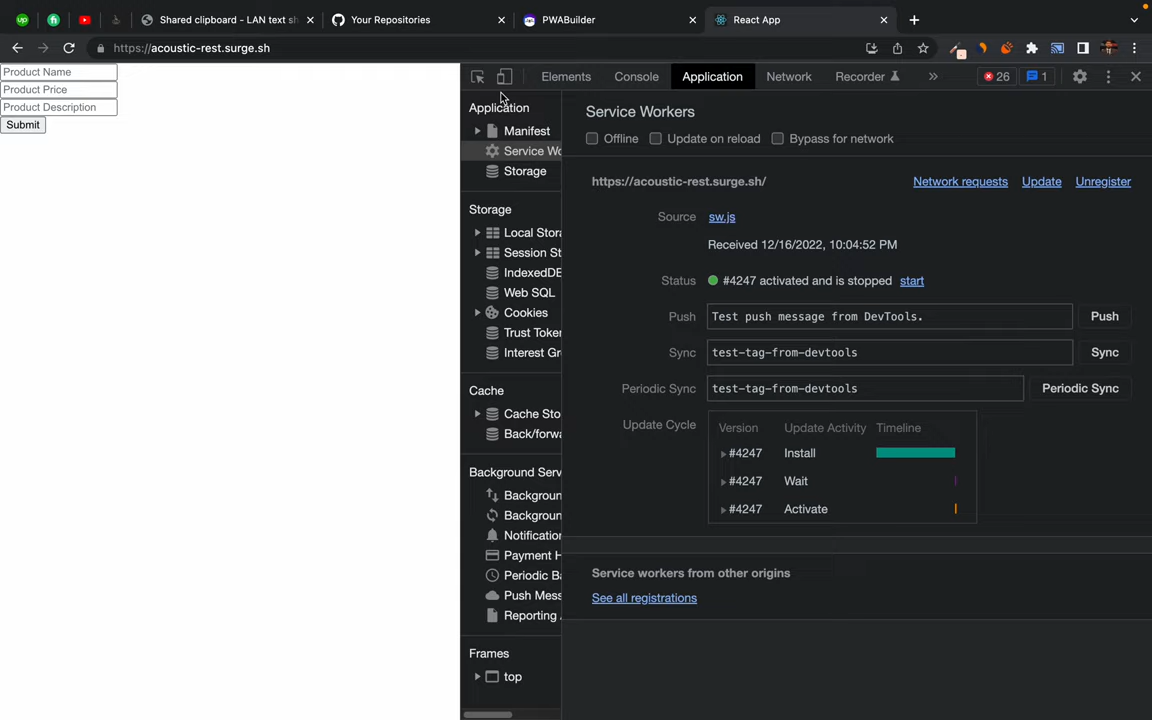 Shared clipboard - LAN text sh
Your Repositories
PWABuilder
React App
https://acoustic-rest.surge.sh
Product Name
Product Price
Product Description
Submit
Elements
Console
Application
Network
Recorder
26
1
Application
Manifest
Service Wo
Storage
Storage
Local Stora
Session St
IndexedDB
Web SQL
Cookies
Trust Token
Interest Gr
Cache
Cache Sto
Back/forwa
Background Serv
Background
Background
Notification
Payment H
Periodic Ba
Push Mess
Reporting
Frames
top
Service Workers
Offline
Update on reload
Bypass for network
https://acoustic-rest.surge.sh/
Network requests
Update
Unregister
Source
sw.js
Received 12/16/2022, 10:04:52 PM
Status
#4247 activated and is stopped
start
Push
Test push message from DevTools.
Push
Sync
test-tag-from-devtools
Sync
Periodic Sync
test-tag-from-devtools
Periodic Sync
Update Cycle
Version Update Activity Timeline
#4247 Install
#4247 Wait
#4247 Activate
Service workers from other origins
See all registrations